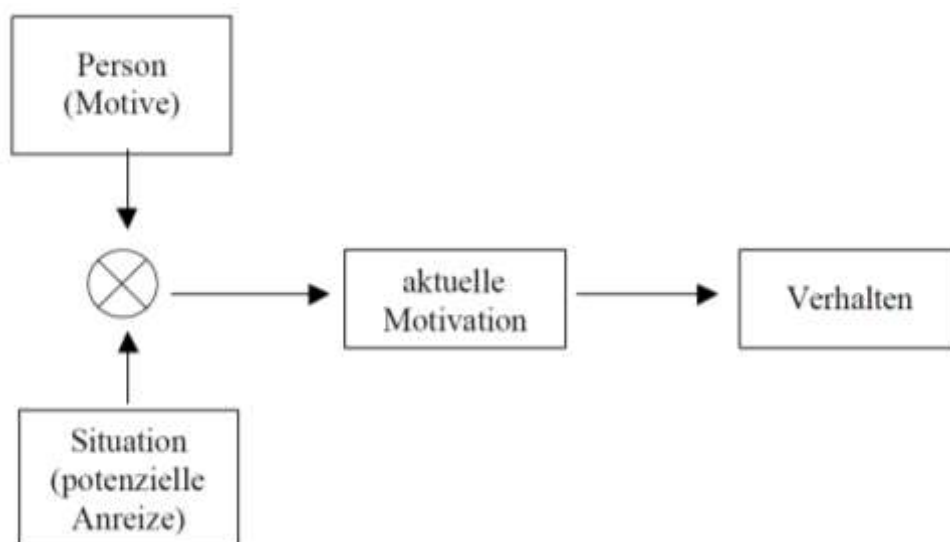 Person
(Motive)
aktuelle
Motivation
Verhalten
Situation
(potenzielle
Anreize)